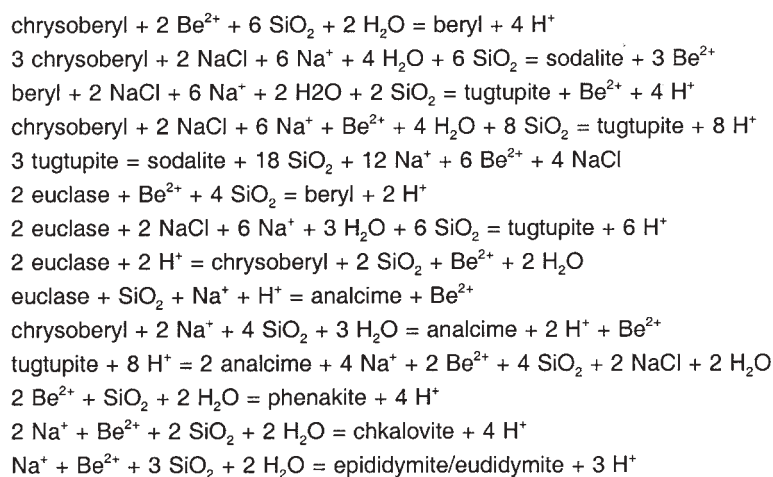 chrysoberyl + 2 Be²⁺ + 6 SiO₂ + 2 H₂O = beryl + 4 H⁺
3 chrysoberyl + 2 NaCl + 6 Na⁺ + 4 H₂O + 6 SiO₂ = sodalite + 3 Be²⁺
beryl + 2 NaCl + 6 Na⁺ + 2 H2O + 2 SiO₂ = tugtupite + Be²⁺ + 4 H⁺
chrysoberyl + 2 NaCl + 6 Na⁺ + Be²⁺ + 4 H₂O + 8 SiO₂ = tugtupite + 8 H⁺
3 tugtupite = sodalite + 18 SiO₂ + 12 Na⁺ + 6 Be²⁺ + 4 NaCl
2 euclase + Be²⁺ + 4 SiO₂ = beryl + 2 H⁺
2 euclase + 2 NaCl + 6 Na⁺ + 3 H₂O + 6 SiO₂ = tugtupite + 6 H⁺
2 euclase + 2 H⁺ = chrysoberyl + 2 SiO₂ + Be²⁺ + 2 H₂O
euclase + SiO₂ + Na⁺ + H⁺ = analcime + Be²⁺
chrysoberyl + 2 Na⁺ + 4 SiO₂ + 3 H₂O = analcime + 2 H⁺ + Be²⁺
tugtupite + 8 H⁺ = 2 analcime + 4 Na⁺ + 2 Be²⁺ + 4 SiO₂ + 2 NaCl + 2 H₂O
2 Be²⁺ + SiO₂ + 2 H₂O = phenakite + 4 H⁺
2 Na⁺ + Be²⁺ + 2 SiO₂ + 2 H₂O = chkalovite + 4 H⁺
Na⁺ + Be²⁺ + 3 SiO₂ + 2 H₂O = epididymite/eudidymite + 3 H⁺